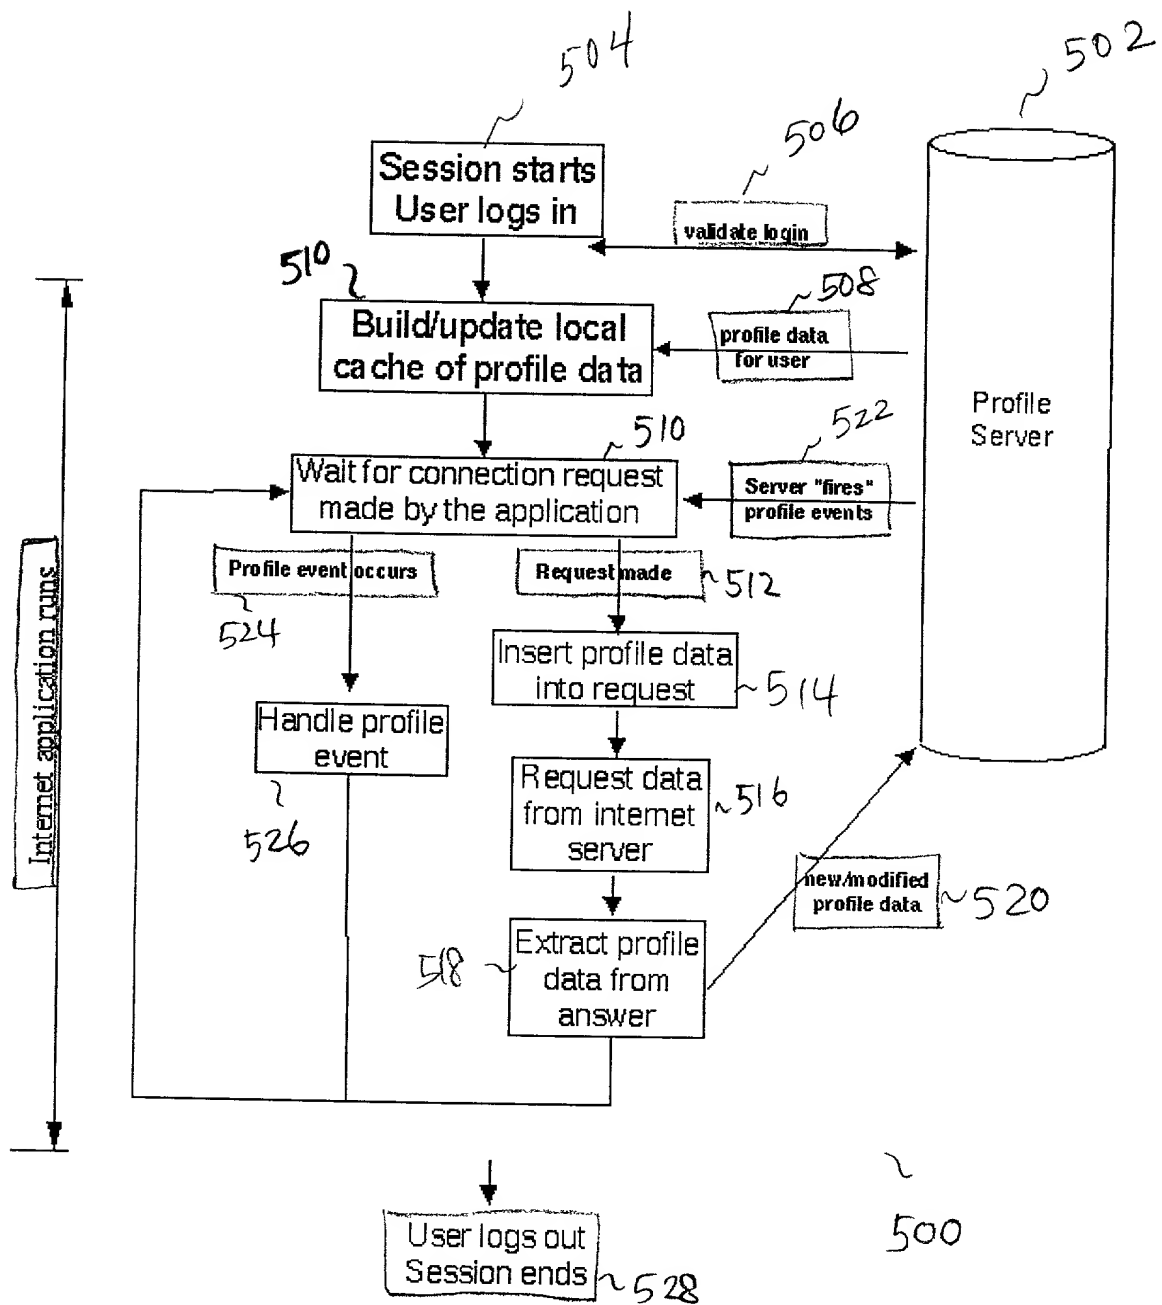 504
502
506
Session starts
User logs in
validate login
510
508
Build/update local
cache of profile data
profile data
for user
Profile
Server
510
522
Wait for connection request
made by the application
Server "fires"
profile events
Profile event occurs
Request made
512
524
Insert profile data
into request
514
Internet application runs
Handle profile
event
526
Request data
from internet
server
516
new/modified
profile data
520
Extract profile
data from
answer
518
500
User logs out
Session ends
528